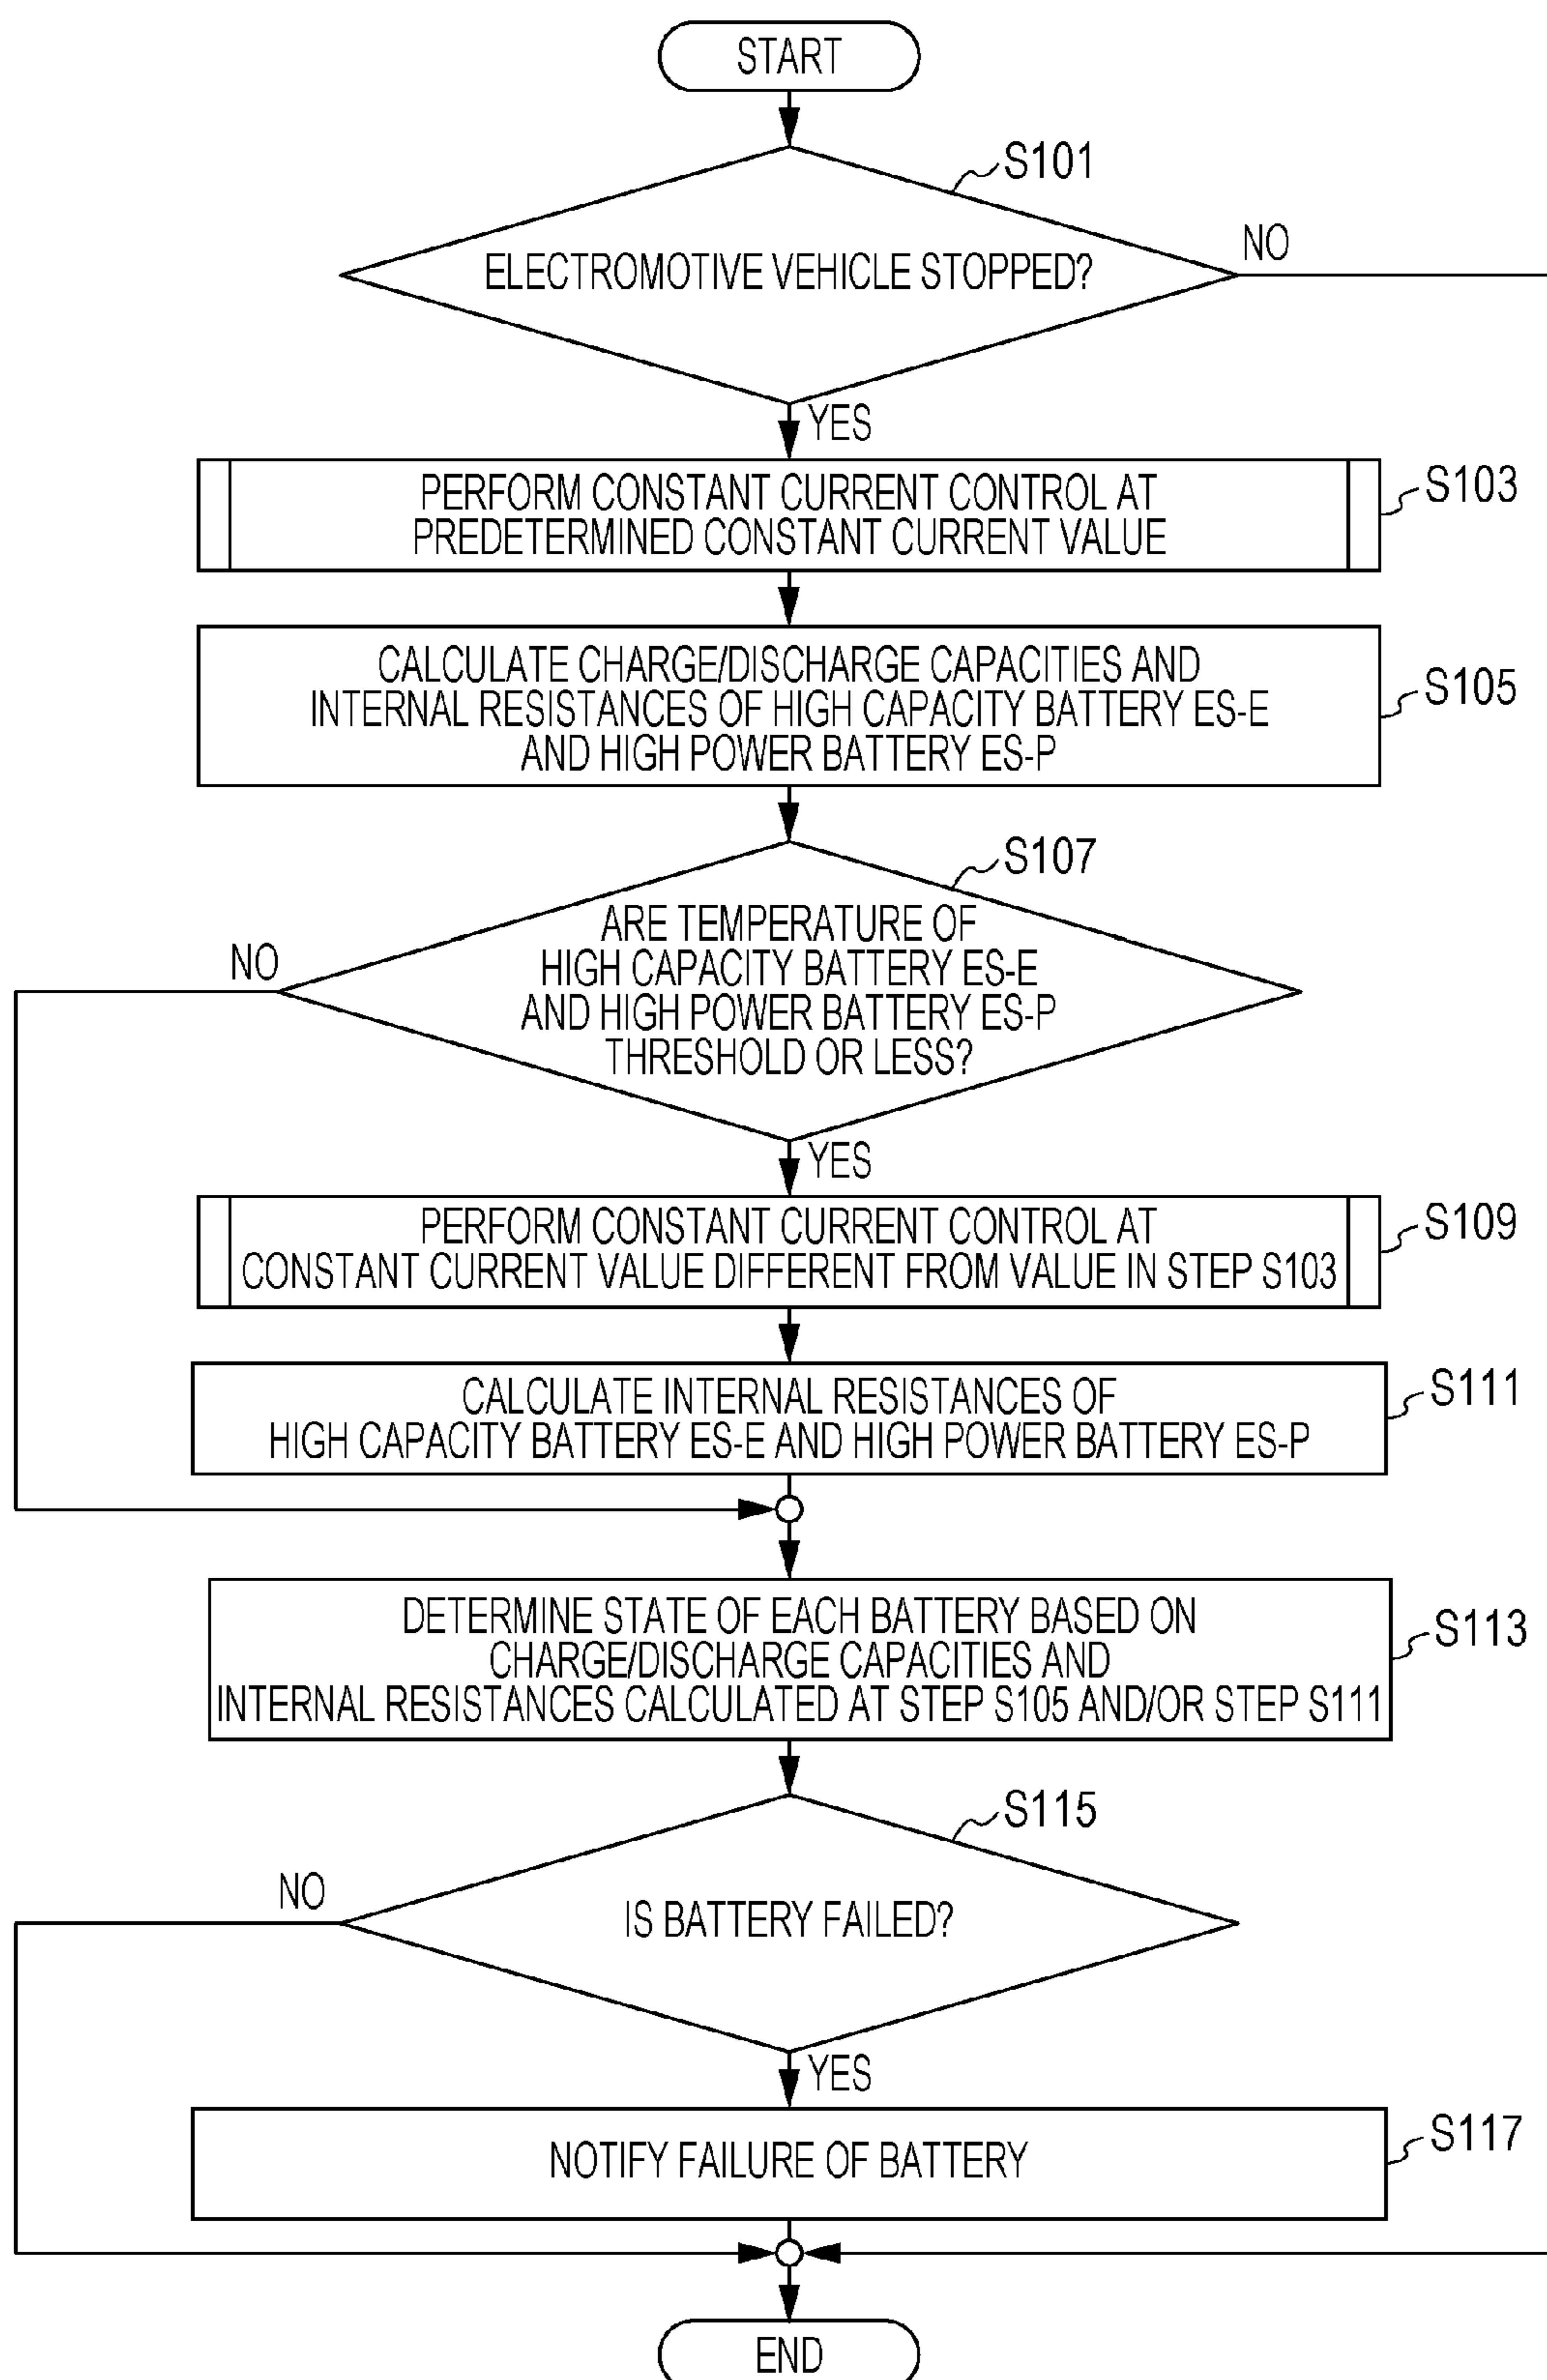 START
S101
ELECTROMOTIVE VEHICLE STOPPED?
NO
YES
PERFORM CONSTANT CURRENT CONTROL AT
PREDETERMINED CONSTANT CURRENT VALUE
S103
CALCULATE CHARGE/DISCHARGE CAPACITIES AND
INTERNAL RESISTANCES OF HIGH CAPACITY BATTERY ES-E
AND HIGH POWER BATTERY ES-P
S105
S107
ARE TEMPERATURE OF
HIGH CAPACITY BATTERY ES-E
AND HIGH POWER BATTERY ES-P
THRESHOLD OR LESS?
NO
YES
PERFORM CONSTANT CURRENT CONTROL AT
CONSTANT CURRENT VALUE DIFFERENT FROM VALUE IN STEP S103
S109
CALCULATE INTERNAL RESISTANCES OF
HIGH CAPACITY BATTERY ES-E AND HIGH POWER BATTERY ES-P
S111
DETERMINE STATE OF EACH BATTERY BASED ON
CHARGE/DISCHARGE CAPACITIES AND
INTERNAL RESISTANCES CALCULATED AT STEP S105 AND/OR STEP S111
S113
S115
IS BATTERY FAILED?
NO
YES
NOTIFY FAILURE OF BATTERY
S117
END